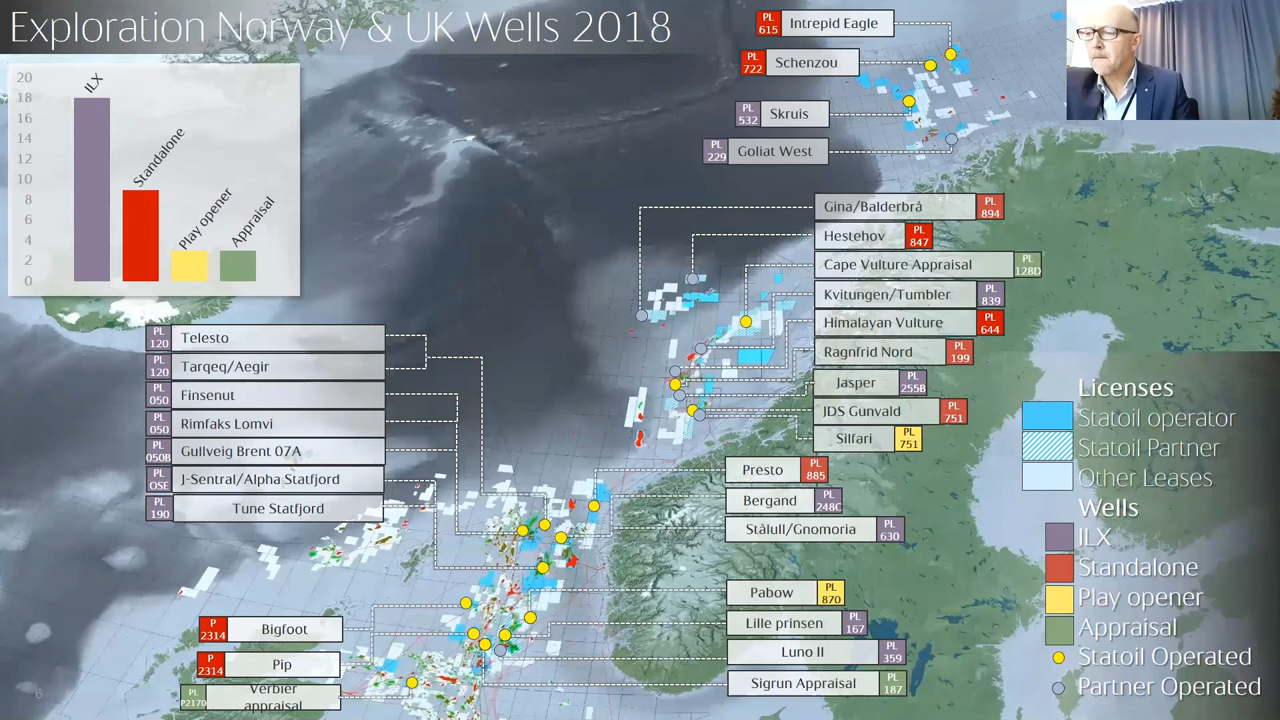 Exploration Norway & UK Wells 2018
20
18
16
14
12
10
8
6
4
2
0
ILX
Standalone
Play opener
Appraisal
PL 615 Intrepid Eagle
PL 722 Schenzou
PL 532 Skruis
PL 229 Goliat West
Gina/Balderbrå PL 894
Hestehov PL 847
Cape Vulture Appraisal PL 128D
Kvitungen/Tumbler PL 839
Himalayan Vulture PL 644
Ragnfrid Nord PL 199
Jasper PL 255B
JDS Gunvald PL 751
Silfari PL 751
PL 120 Telesto
PL 120 Tarqeq/Aegir
PL 050 Finsenut
PL 050 Rimfaks Lomvi
PL 050B Gullveig Brent 07A
PL OSE J-Sentral/Alpha Statfjord
PL 190 Tune Statfjord
Presto PL 885
Bergand PL 248C
Stålull/Gnomoria PL 630
Pabow PL 870
Lille prinsen PL 167
Luno II PL 359
Sigrun Appraisal PL 187
P 2314 Bigfoot
P 2314 Pip
PL P2170 Verbier appraisal
Licenses
Statoil operator
Statoil Partner
Other Leases
Wells
ILX
Standalone
Play opener
Appraisal
Statoil Operated
Partner Operated
6